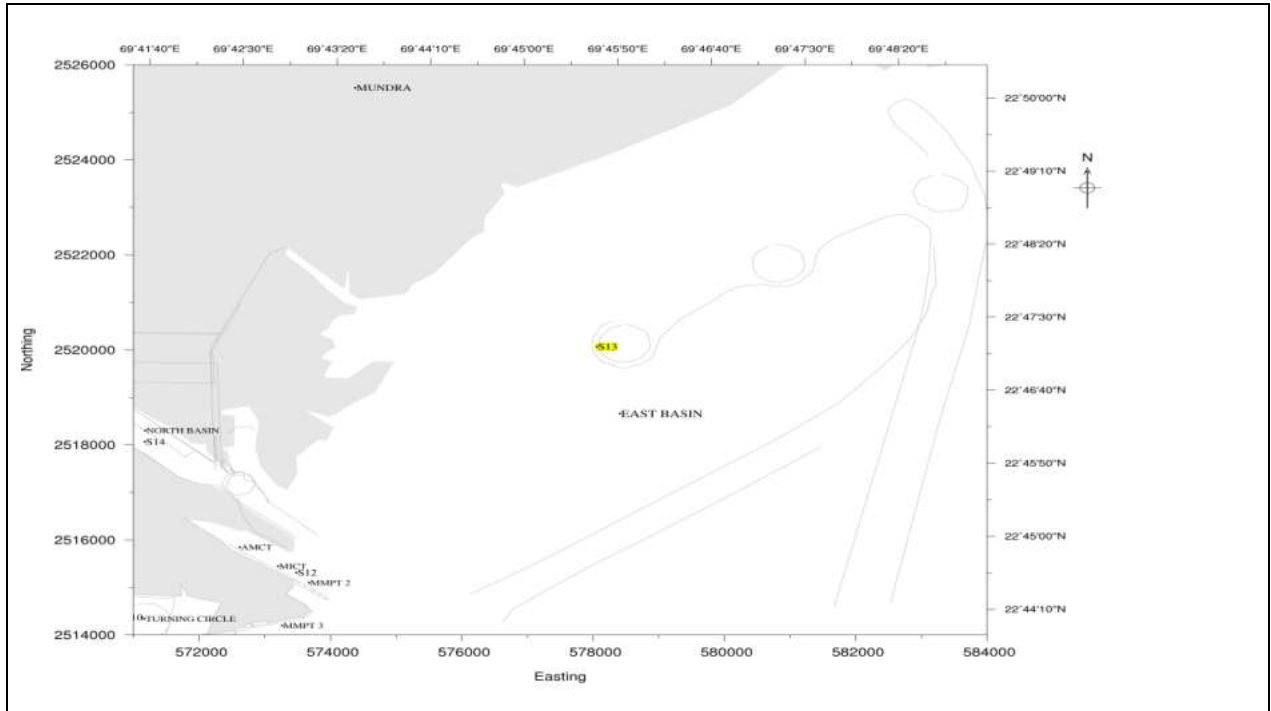 69°41'40"E 69°42'30"E 69°43'20"E 69°44'10"E 69°45'00"E 69°45'50"E 69°46'40"E 69°47'30"E 69°48'20"E
2526000
MUNDRA
22°50'00"N
N
2524000
22°49'10"N
22°48'20"N
2522000
22°47'30"N
2520000
S13
Northing
22°46'40"N
EAST BASIN
NORTH BASIN
2518000
S14
22°45'50"N
22°45'00"N
2516000
AMCT
MICT
S12
MMPT 2
22°44'10"N
10
TURNING CIRCLE
MMPT 3
2514000
572000 574000 576000 578000 580000 582000 584000
Easting